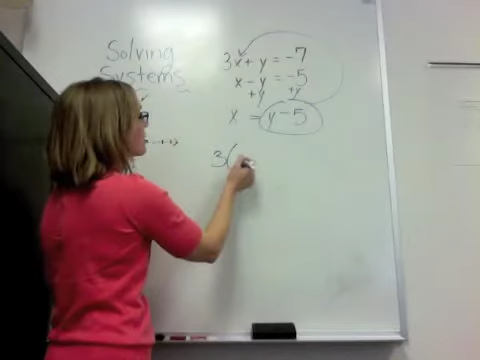 Solving
Systems
3x + y = -7
x - y = -5
+y +y
x = y - 5
3(